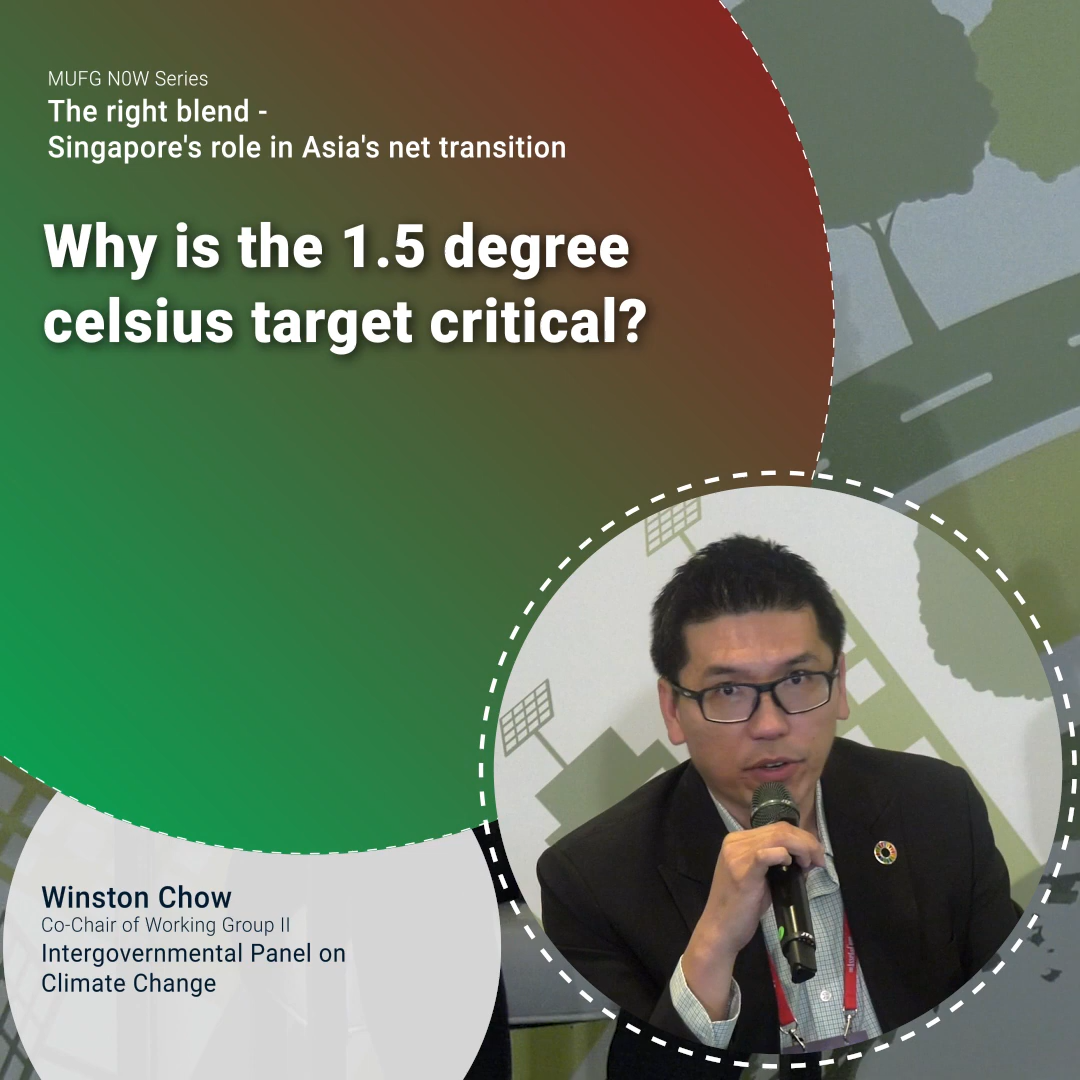 MUFG N0W Series
The right blend -
Singapore's role in Asia's net transition
Why is the 1.5 degree
celsius target critical?
Winston Chow
Co-Chair of Working Group II
Intergovernmental Panel on
Climate Change